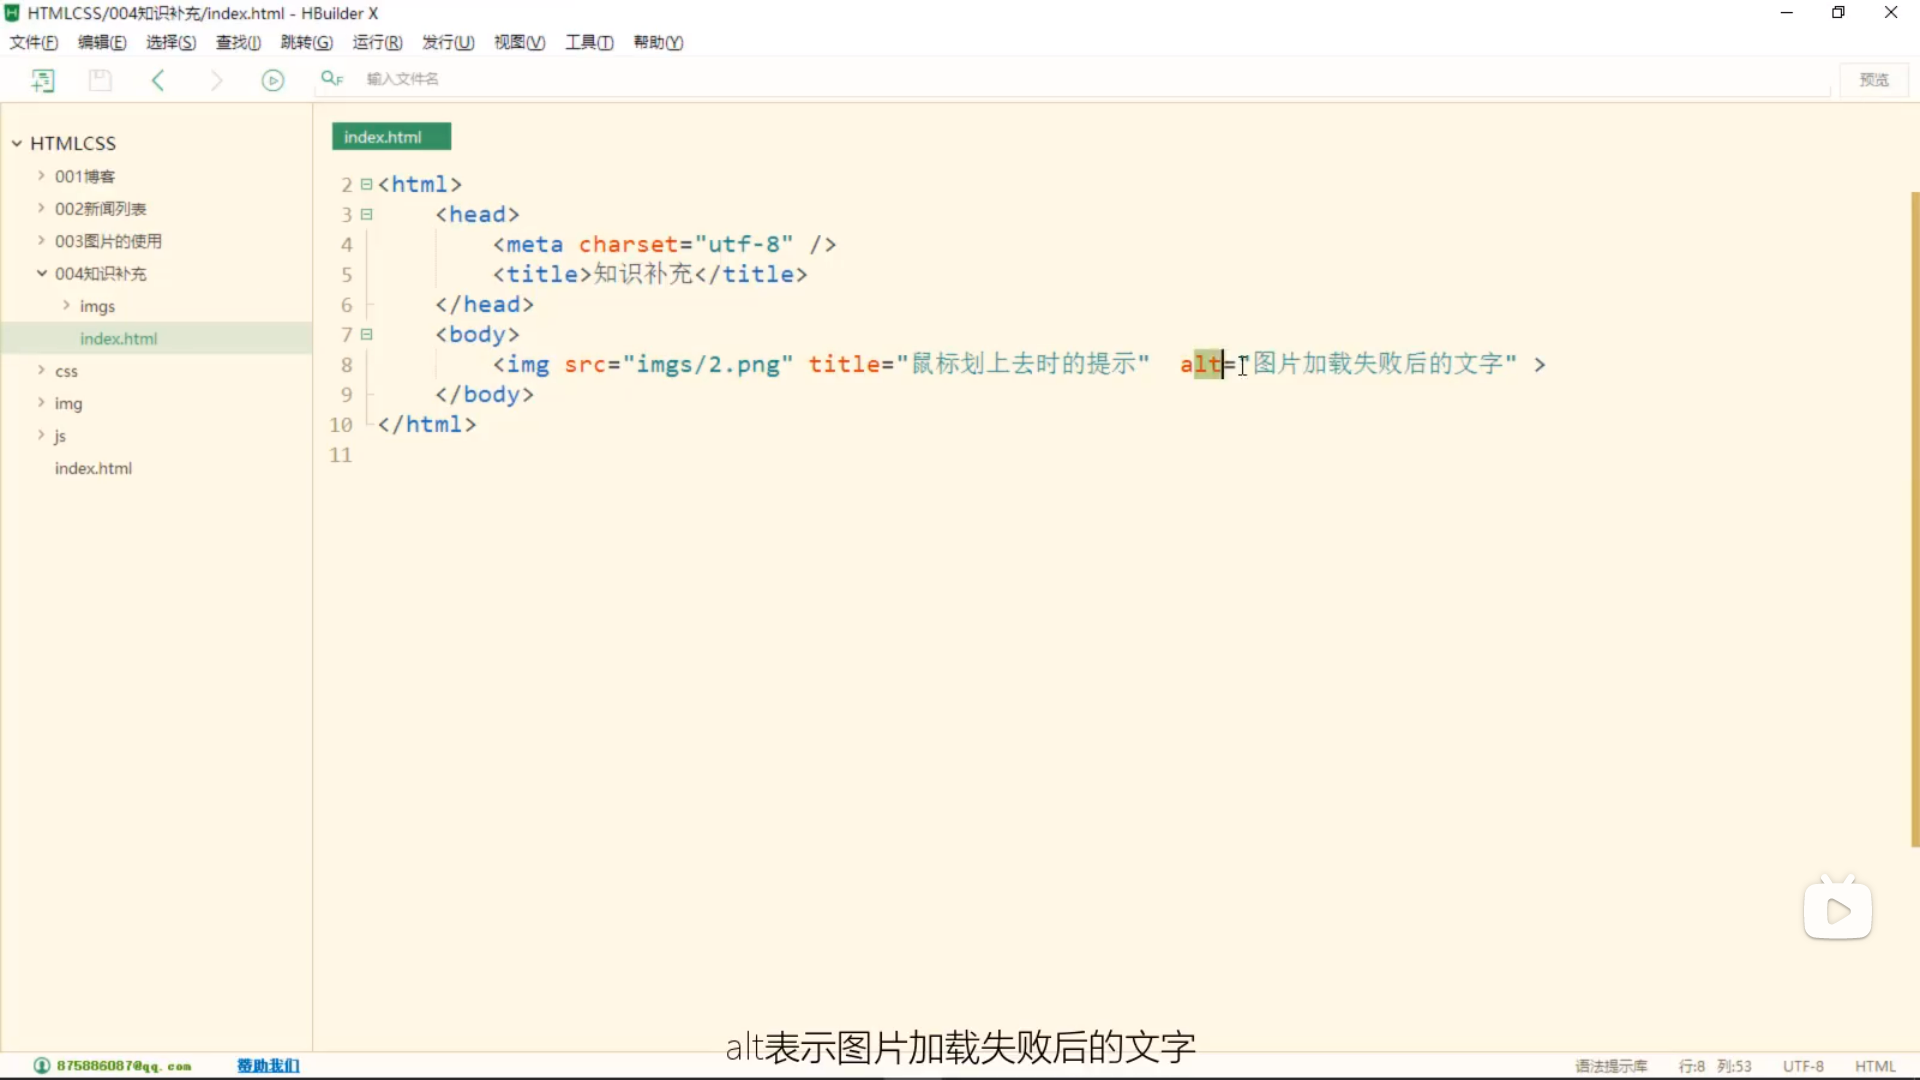 HTMLCSS/004知识补充/index.html - HBuilder X
文件(F) 编辑(E) 选择(S) 查找(I) 跳转(G) 运行(R) 发行(U) 视图(V) 工具(T) 帮助(Y)
输入文件名
预览
HTMLCSS
001博客
002新闻列表
003图片的使用
004知识补充
imgs
index.html
css
img
js
index.html
index.html
2 <html>
3 <head>
4 <meta charset="utf-8" />
5 <title>知识补充</title>
6 </head>
7 <body>
8 <img src="imgs/2.png" title="鼠标划上去时的提示"  alt="图片加载失败后的文字" >
9 </body>
10 </html>
11
alt表示图片加载失败后的文字
875886087@qq.com 赞助我们
语法提示库 行:8 列:53 UTF-8 HTML